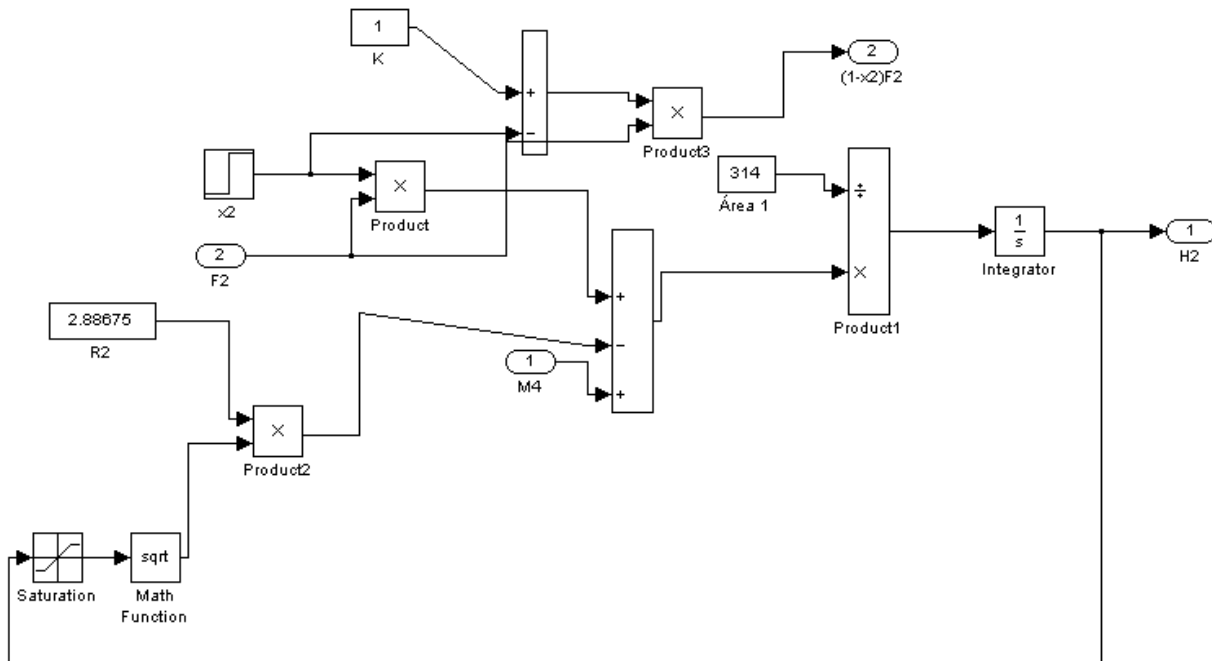 1
K
2
(1-x2)F2
+
−
×
Product3
x2
×
Product
314
Área 1
÷
×
Product1
1
s
Integrator
1
H2
2
F2
2.88675
R2
+
−
+
1
M4
×
Product2
sqrt
Saturation
Math
Function